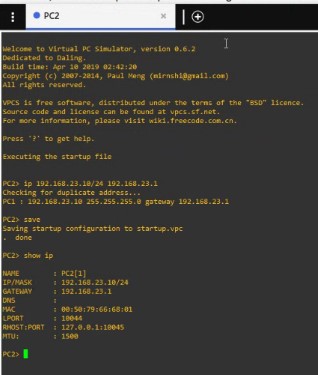 PC2
Welcome to Virtual PC Simulator, version 0.6.2
Dedicated to Daling.
Build time: Apr 10 2019 02:42:20
Copyright (c) 2007-2014, Paul Meng (mirnshi@gmail.com)
All rights reserved.
VPCS is free software, distributed under the terms of the "BSD" licence.
Source code and license can be found at vpcs.sf.net.
For more information, please visit wiki.freecode.com.cn.
Press '?' to get help.
Executing the startup file
PC2> ip 192.168.23.10/24 192.168.23.1
Checking for duplicate address...
PC1 : 192.168.23.10 255.255.255.0 gateway 192.168.23.1
PC2> save
Saving startup configuration to startup.vpc
. done
PC2> show ip
NAME : PC2[1]
IP/MASK : 192.168.23.10/24
GATEWAY : 192.168.23.1
DNS :
MAC : 00:50:79:66:68:01
LPORT : 10044
RHOST:PORT : 127.0.0.1:10045
MTU: : 1500
PC2>